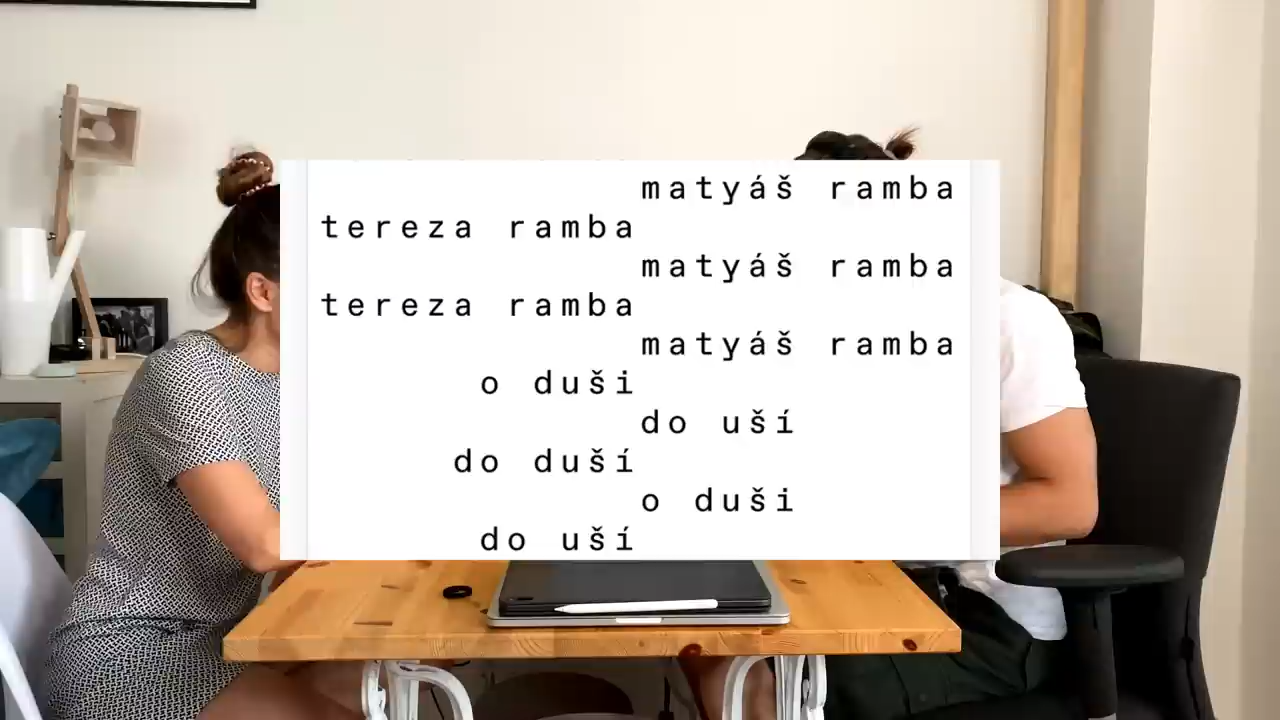 matyáš ramba
tereza ramba
matyáš ramba
tereza ramba
matyáš ramba
o duši
do uší
do duší
o duši
do uší